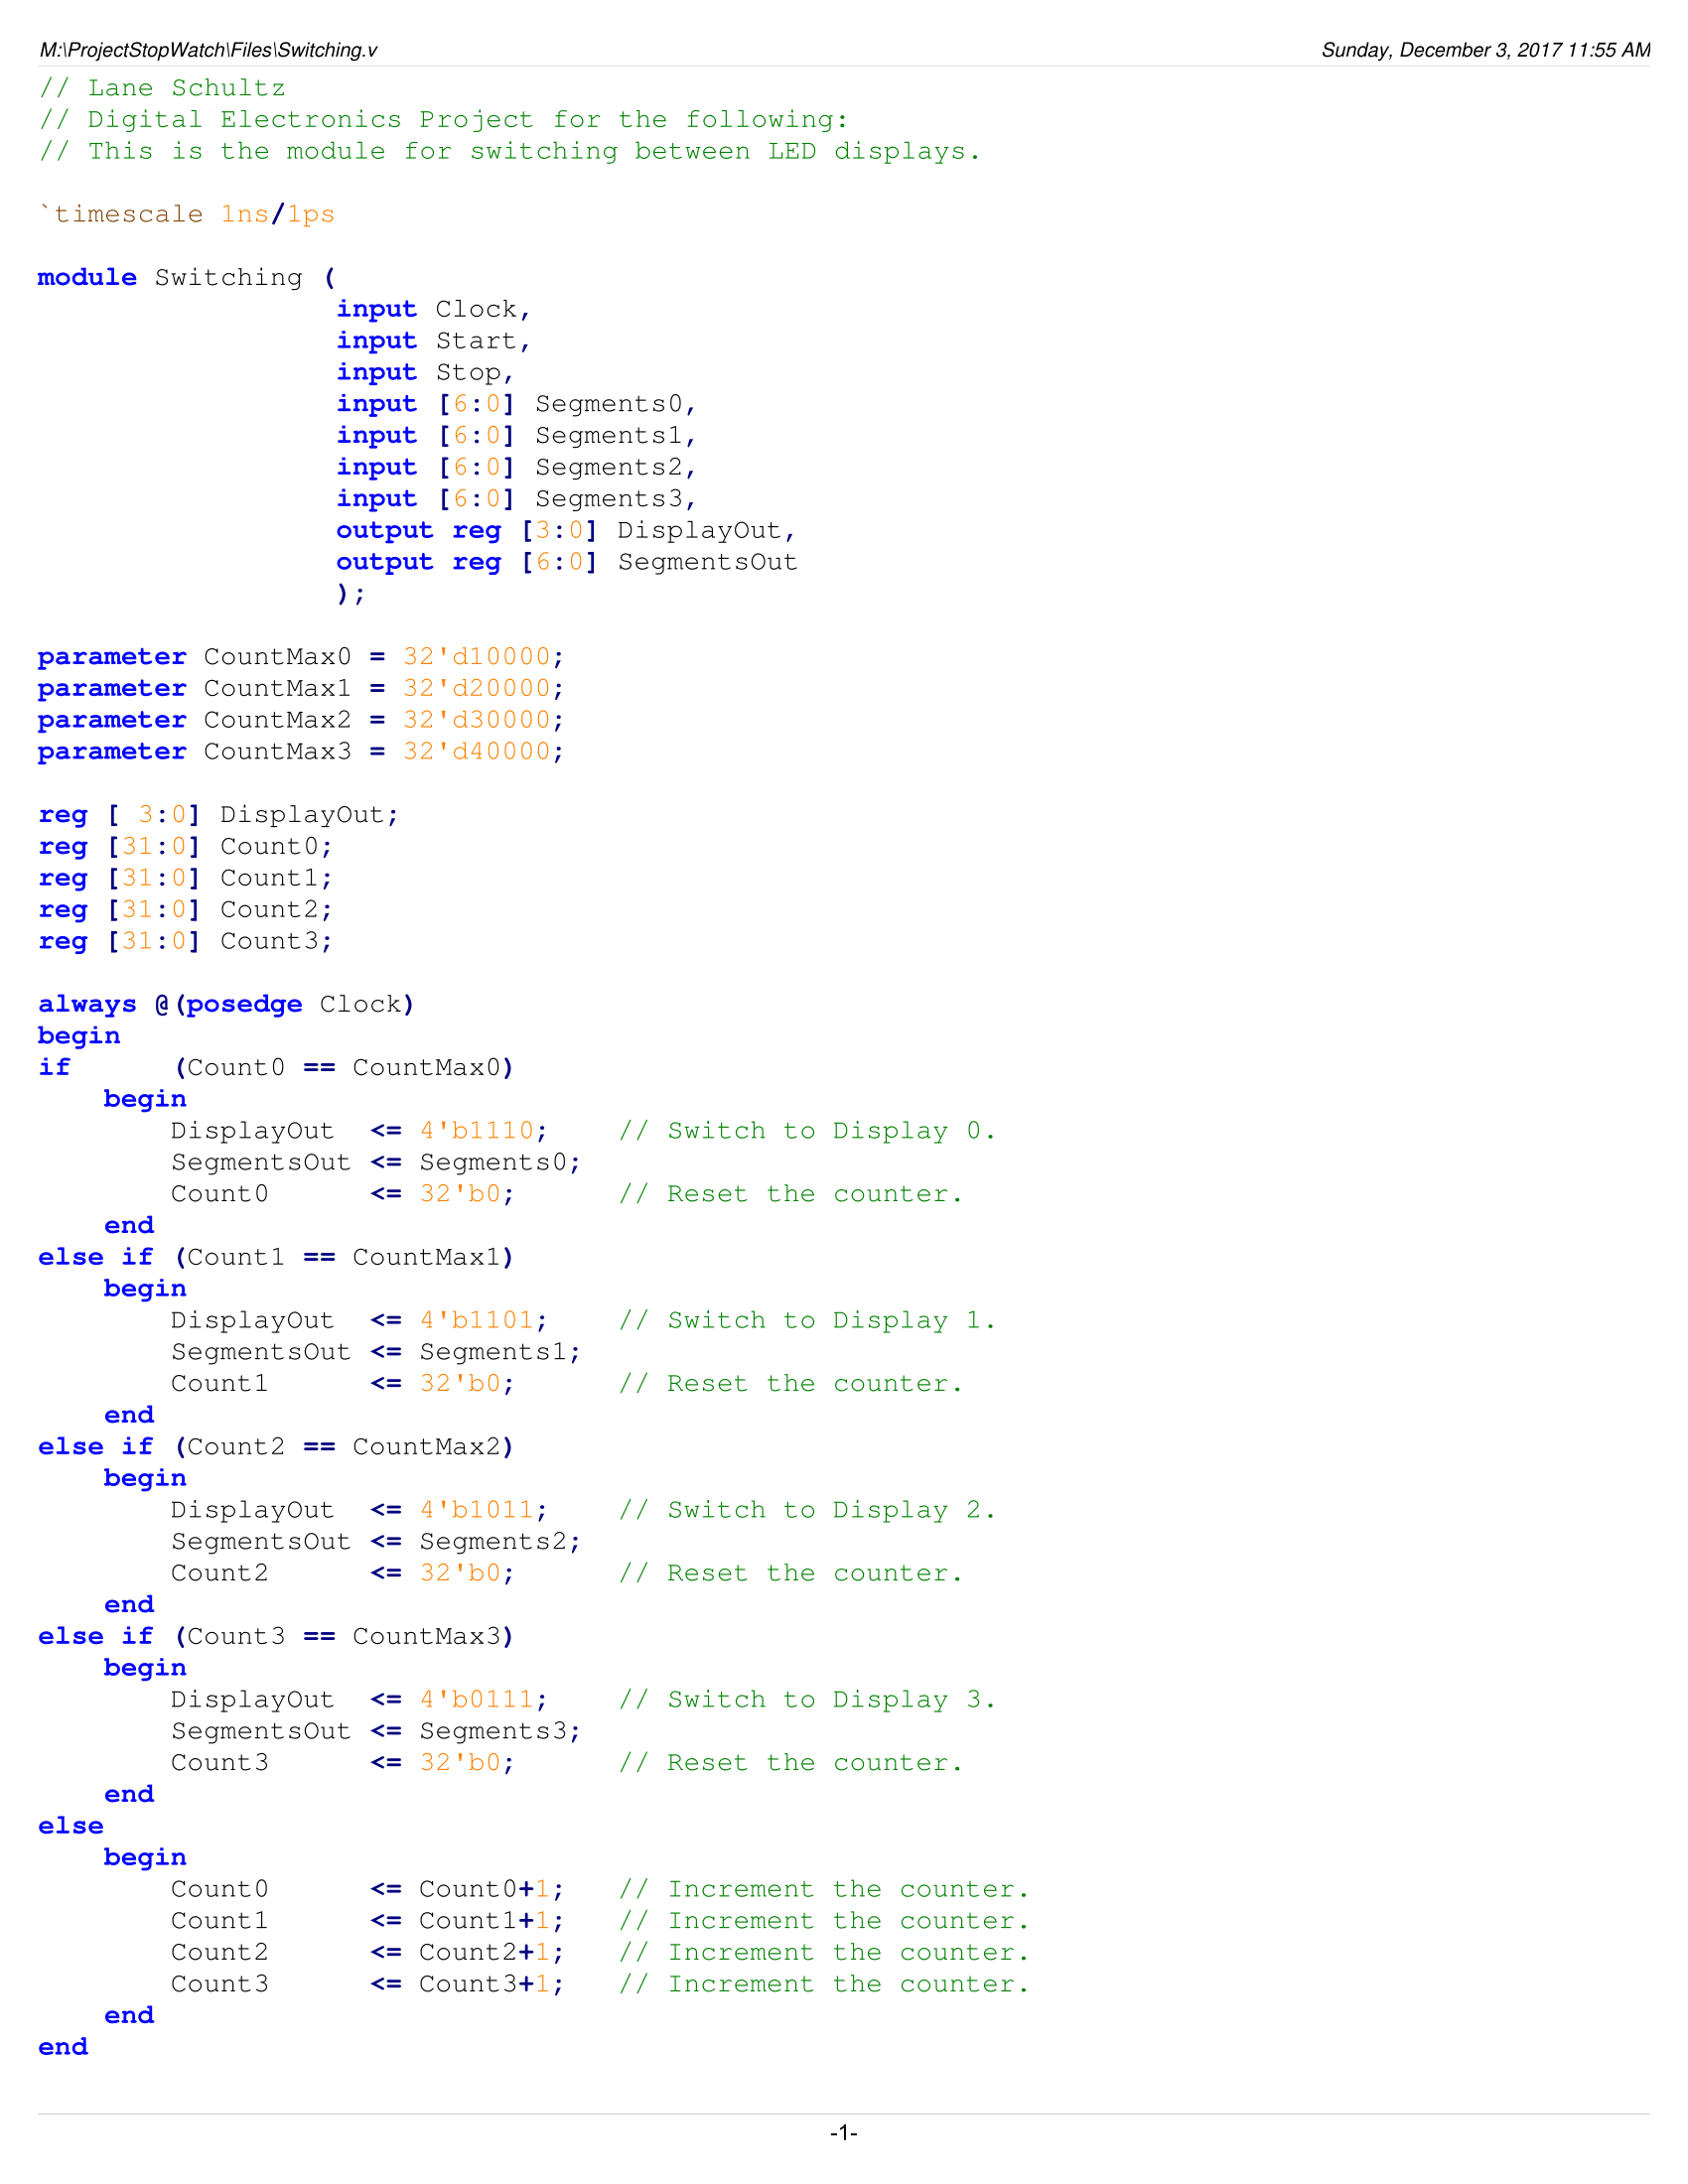 M:\ProjectStopWatch\Files\Switching.v	Sunday, December 3, 2017 11:55 AM
// Lane Schultz
// Digital Electronics Project for the following:
// This is the module for switching between LED displays.

`timescale 1ns/1ps

module Switching (
                  input Clock,
                  input Start,
                  input Stop,
                  input [6:0] Segments0,
                  input [6:0] Segments1,
                  input [6:0] Segments2,
                  input [6:0] Segments3,
                  output reg [3:0] DisplayOut,
                  output reg [6:0] SegmentsOut
                  );

parameter CountMax0 = 32'd10000;
parameter CountMax1 = 32'd20000;
parameter CountMax2 = 32'd30000;
parameter CountMax3 = 32'd40000;

reg [ 3:0] DisplayOut;
reg [31:0] Count0;
reg [31:0] Count1;
reg [31:0] Count2;
reg [31:0] Count3;

always @(posedge Clock)
begin
if      (Count0 == CountMax0)
    begin
        DisplayOut  <= 4'b1110;    // Switch to Display 0.
        SegmentsOut <= Segments0;
        Count0      <= 32'b0;      // Reset the counter.
    end
else if (Count1 == CountMax1)
    begin
        DisplayOut  <= 4'b1101;    // Switch to Display 1.
        SegmentsOut <= Segments1;
        Count1      <= 32'b0;      // Reset the counter.
    end
else if (Count2 == CountMax2)
    begin
        DisplayOut  <= 4'b1011;    // Switch to Display 2.
        SegmentsOut <= Segments2;
        Count2      <= 32'b0;      // Reset the counter.
    end
else if (Count3 == CountMax3)
    begin
        DisplayOut  <= 4'b0111;    // Switch to Display 3.
        SegmentsOut <= Segments3;
        Count3      <= 32'b0;      // Reset the counter.
    end
else
    begin
        Count0      <= Count0+1;   // Increment the counter.
        Count1      <= Count1+1;   // Increment the counter.
        Count2      <= Count2+1;   // Increment the counter.
        Count3      <= Count3+1;   // Increment the counter.
    end
end
-1-